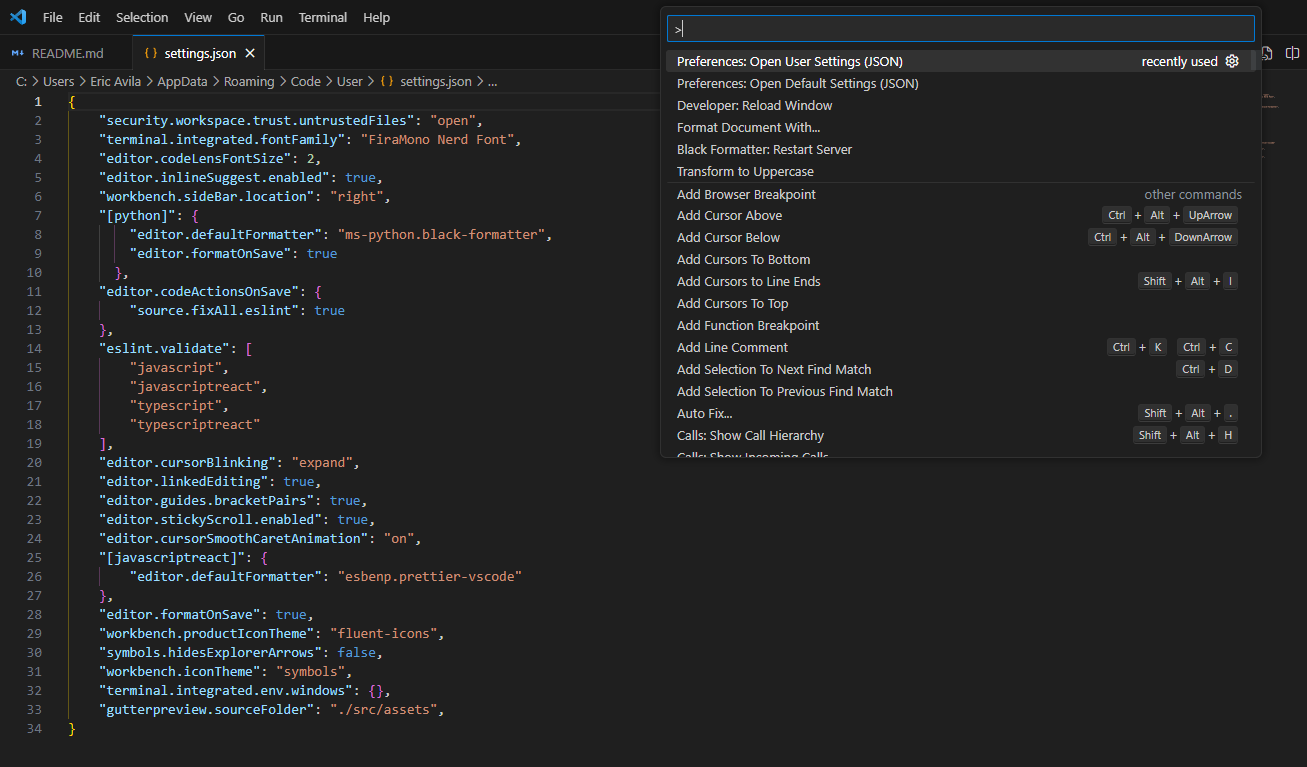 File Edit Selection View Go Run Terminal Help
README.md
{ } settings.json
C: > Users > Eric Avila > AppData > Roaming > Code > User > { } settings.json > ...
1 {
2 "security.workspace.trust.untrustedFiles": "open",
3 "terminal.integrated.fontFamily": "FiraMono Nerd Font",
4 "editor.codeLensFontSize": 2,
5 "editor.inlineSuggest.enabled": true,
6 "workbench.sideBar.location": "right",
7 "[python]": {
8 "editor.defaultFormatter": "ms-python.black-formatter",
9 "editor.formatOnSave": true
10 },
11 "editor.codeActionsOnSave": {
12 "source.fixAll.eslint": true
13 },
14 "eslint.validate": [
15 "javascript",
16 "javascriptreact",
17 "typescript",
18 "typescriptreact"
19 ],
20 "editor.cursorBlinking": "expand",
21 "editor.linkedEditing": true,
22 "editor.guides.bracketPairs": true,
23 "editor.stickyScroll.enabled": true,
24 "editor.cursorSmoothCaretAnimation": "on",
25 "[javascriptreact]": {
26 "editor.defaultFormatter": "esbenp.prettier-vscode"
27 },
28 "editor.formatOnSave": true,
29 "workbench.productIconTheme": "fluent-icons",
30 "symbols.hidesExplorerArrows": false,
31 "workbench.iconTheme": "symbols",
32 "terminal.integrated.env.windows": {},
33 "gutterpreview.sourceFolder": "./src/assets",
34 }
>
Preferences: Open User Settings (JSON) recently used
Preferences: Open Default Settings (JSON)
Developer: Reload Window
Format Document With...
Black Formatter: Restart Server
Transform to Uppercase
Add Browser Breakpoint other commands
Add Cursor Above Ctrl + Alt + UpArrow
Add Cursor Below Ctrl + Alt + DownArrow
Add Cursors To Bottom
Add Cursors to Line Ends Shift + Alt + I
Add Cursors To Top
Add Function Breakpoint
Add Line Comment Ctrl + K Ctrl + C
Add Selection To Next Find Match Ctrl + D
Add Selection To Previous Find Match
Auto Fix... Shift + Alt + .
Calls: Show Call Hierarchy Shift + Alt + H
Calls: Show Incoming Calls